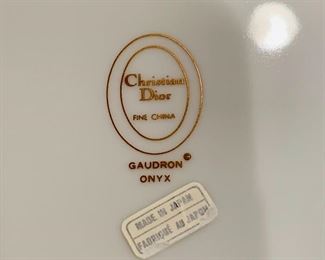 Christian
Dior
FINE CHINA
GAUDRON©
ONYX
MADE IN JAPAN
FABRIQUÉ AU JAPON